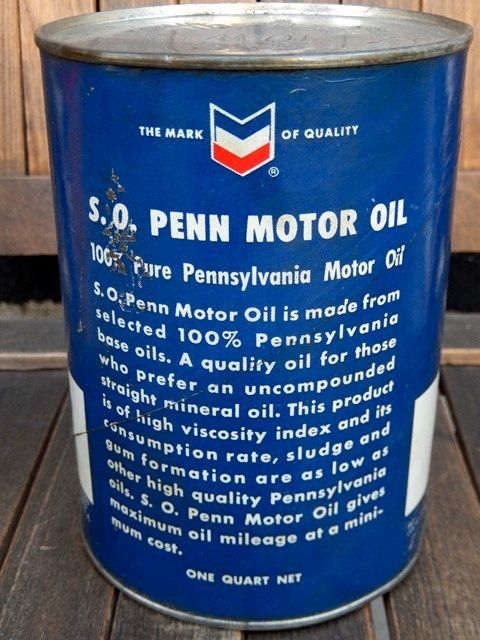 THE MARK OF QUALITY
®
S.O. PENN MOTOR OIL
100% Pure Pennsylvania Motor Oil
S.O. Penn Motor Oil is made from
selected 100% Pennsylvania
base oils. A quality oil for those
who prefer an uncompounded
straight mineral oil. This product
is of high viscosity index and its
consumption rate, sludge and
gum formation are as low as
other high quality Pennsylvania
oils. S. O. Penn Motor Oil gives
maximum oil mileage at a mini-
mum cost.
ONE QUART NET